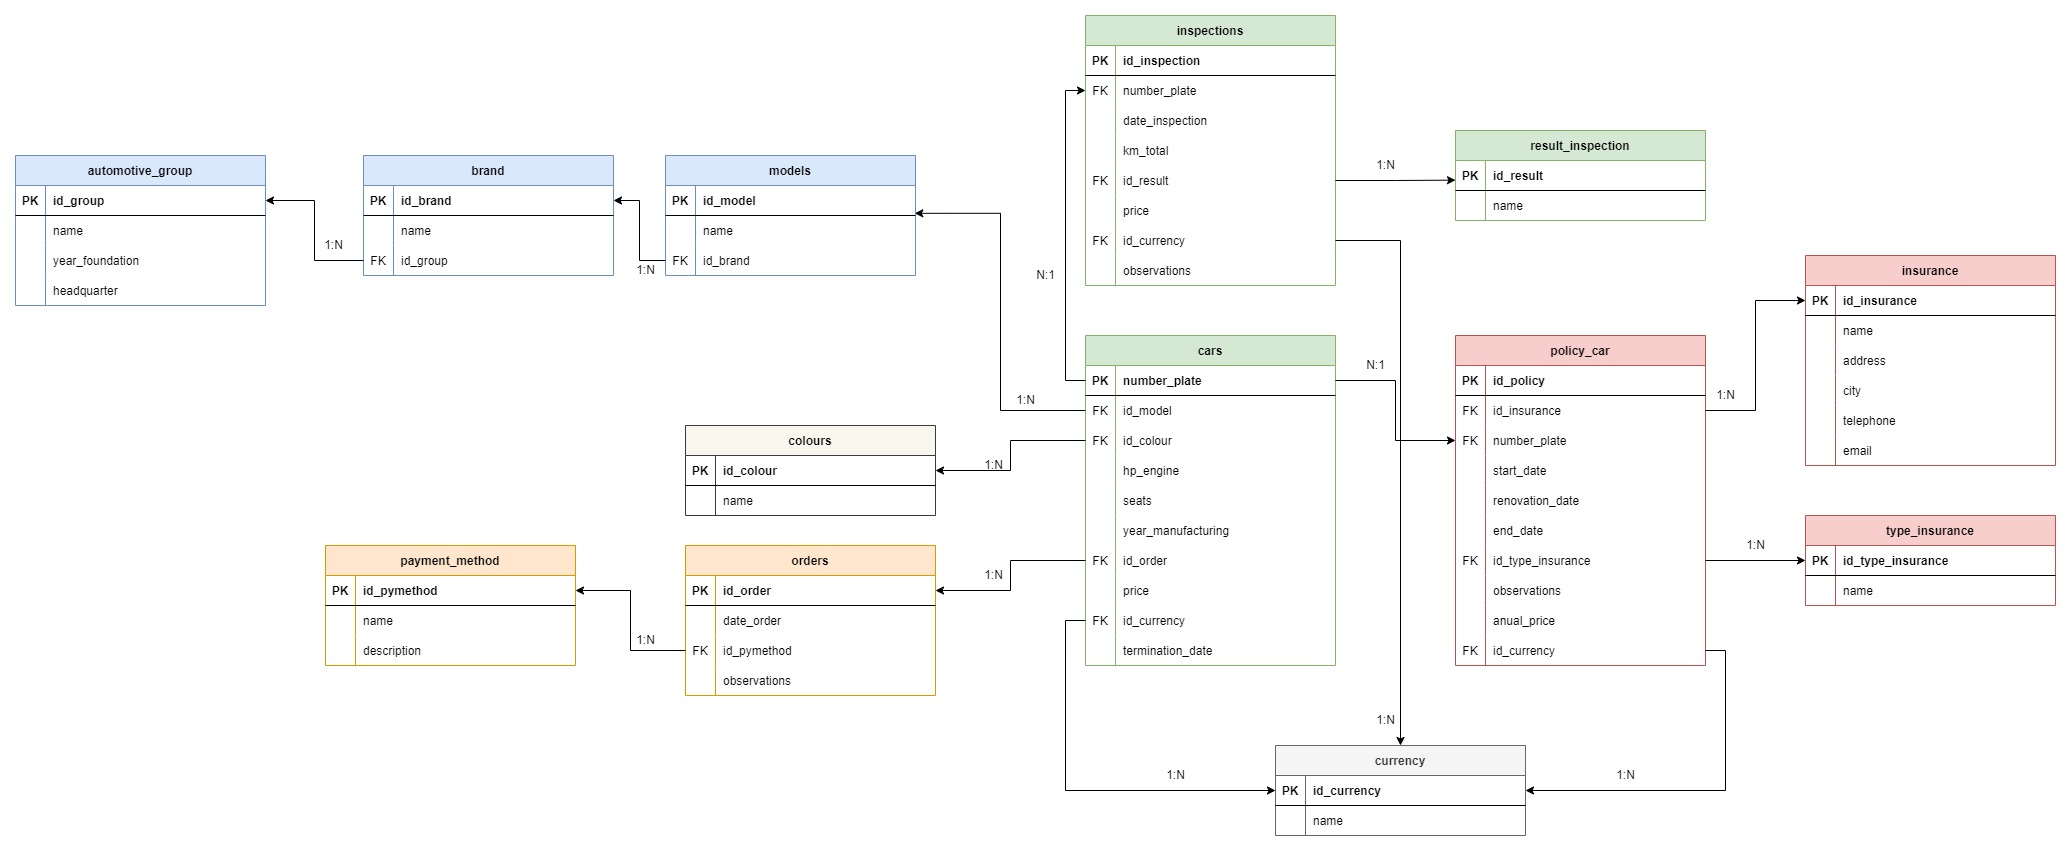 inspections
PK id_inspection
FK number_plate
date_inspection
km_total
FK id_result
price
FK id_currency
observations
1:N
result_inspection
PK id_result
name
automotive_group
PK id_group
name
year_foundation
headquarter
1:N
brand
PK id_brand
name
FK id_group
1:N
models
PK id_model
name
FK id_brand
N:1
1:N
cars
PK number_plate
FK id_model
FK id_colour
hp_engine
seats
year_manufacturing
FK id_order
price
FK id_currency
termination_date
N:1
policy_car
PK id_policy
FK id_insurance
FK number_plate
start_date
renovation_date
end_date
FK id_type_insurance
observations
anual_price
FK id_currency
1:N
insurance
PK id_insurance
name
address
city
telephone
email
1:N
type_insurance
PK id_type_insurance
name
colours
PK id_colour
name
1:N
payment_method
PK id_pymethod
name
description
1:N
orders
PK id_order
date_order
FK id_pymethod
observations
1:N
1:N
1:N
1:N
currency
PK id_currency
name